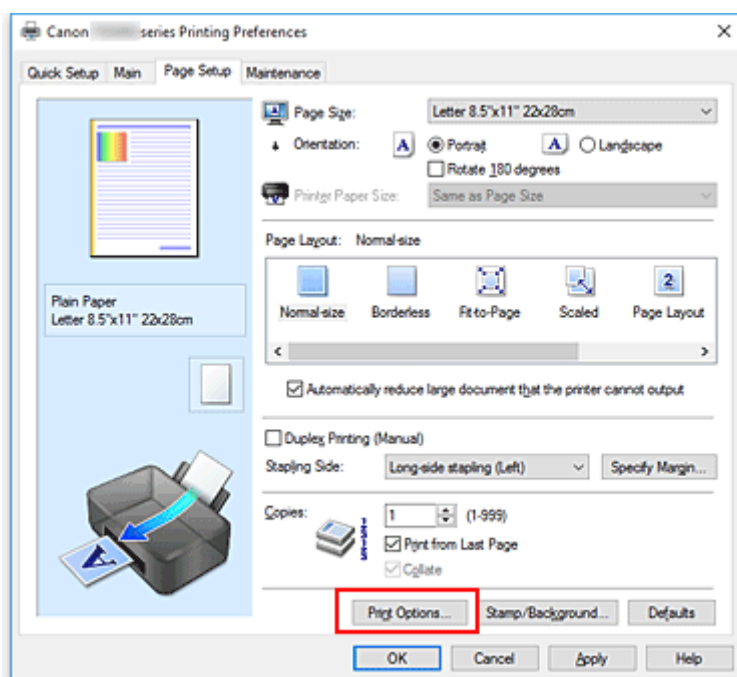 Canon series Printing Preferences
Quick Setup Main Page Setup Maintenance
Page Size: Letter 8.5"x11" 22x28cm
Orientation: A Portrait A Landscape
Rotate 180 degrees
Printer Paper Size: Same as Page Size
Page Layout: Normal-size
2
Normal-size Borderless Fit-to-Page Scaled Page Layout
Plain Paper
Letter 8.5"x11" 22x28cm
Automatically reduce large document that the printer cannot output
Duplex Printing (Manual)
Stapling Side: Long-side stapling (Left) Specify Margin...
Copies: 1 (1-999)
Print from Last Page
Collate
A
Print Options... Stamp/Background... Defaults
OK Cancel Apply Help